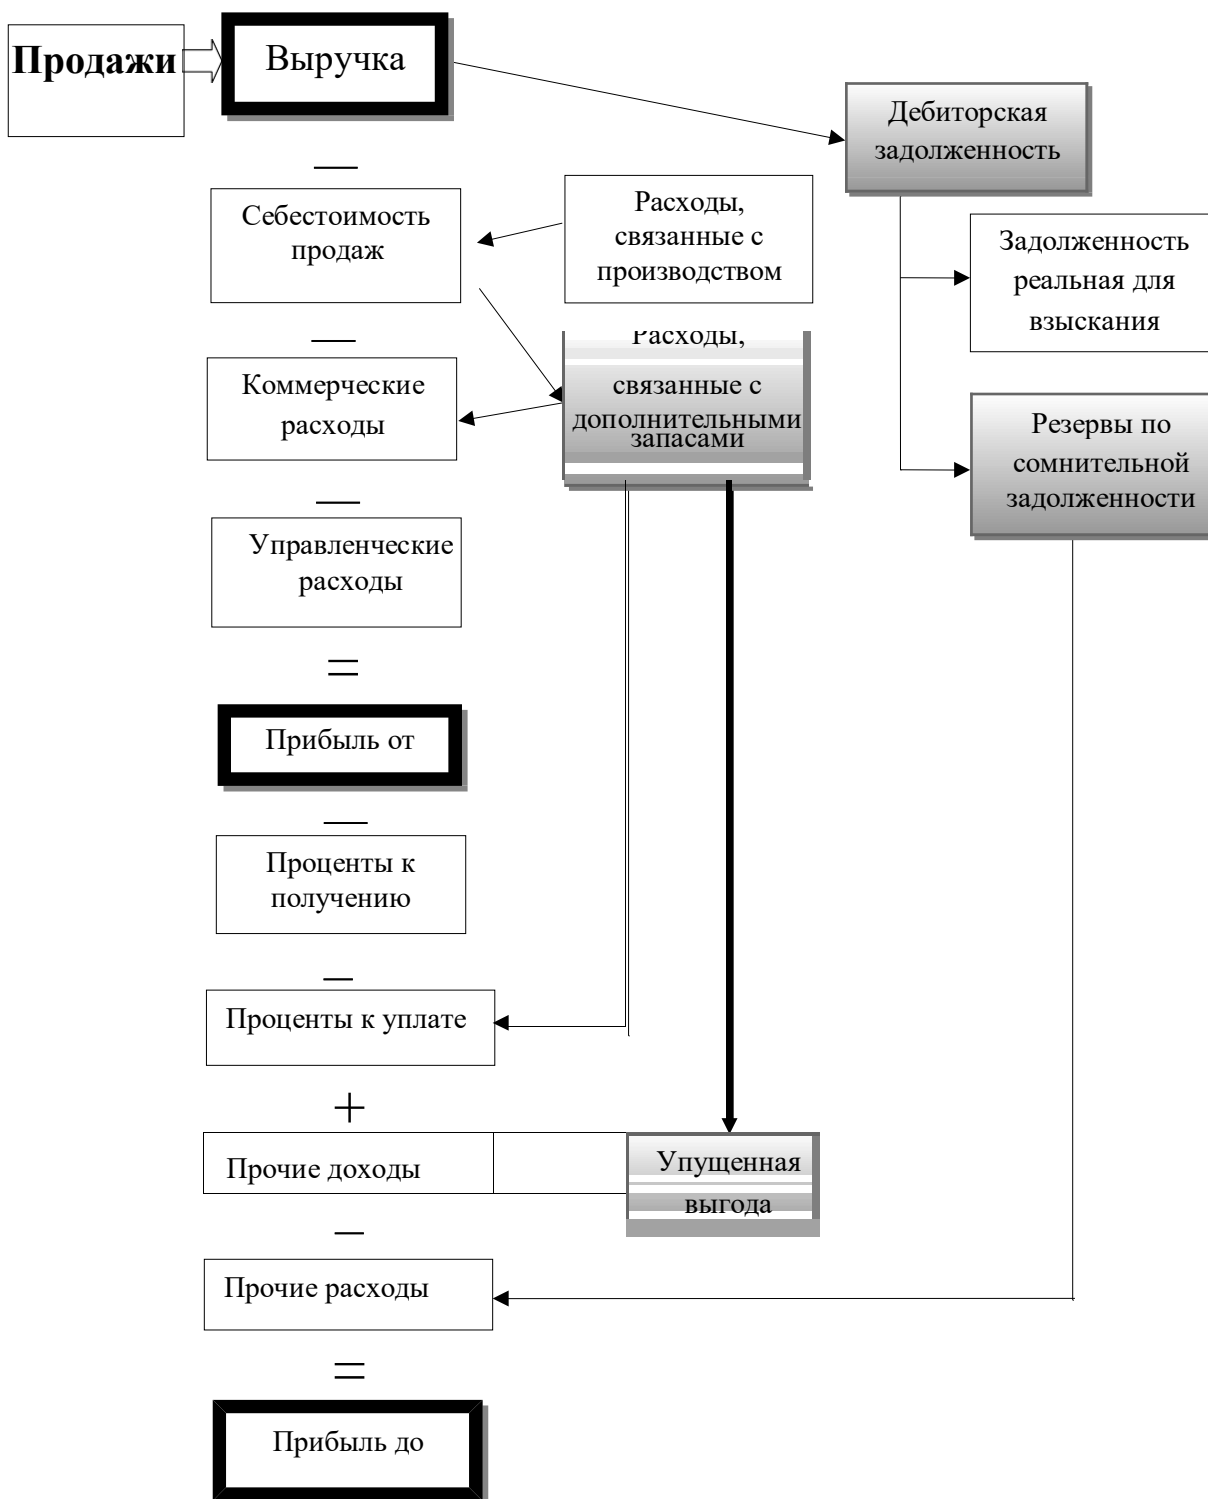 Продажи
Выручка
Дебиторская
задолженность
—
Себестоимость
продаж
Расходы,
связанные с
производством
Задолженность
реальная для
взыскания
—
Коммерческие
расходы
Расходы,
связанные с
дополнительными
запасами
Резервы по
сомнительной
задолженности
—
Управленческие
расходы
=
Прибыль от
—
Проценты к
получению
–
Проценты к уплате
+
Прочие доходы
Упущенная
выгода
–
Прочие расходы
=
Прибыль до